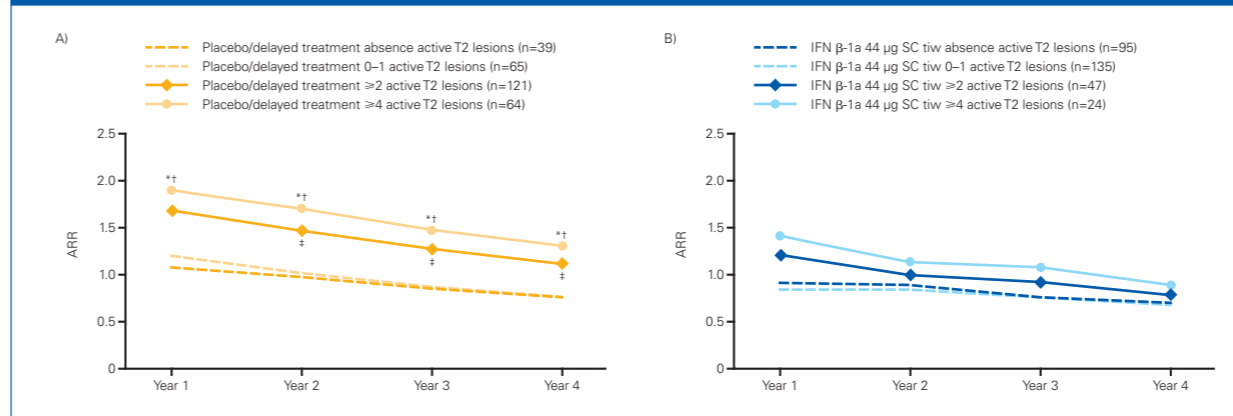 A)
Placebo/delayed treatment absence active T2 lesions (n=39)
Placebo/delayed treatment 0–1 active T2 lesions (n=65)
Placebo/delayed treatment ≥2 active T2 lesions (n=121)
Placebo/delayed treatment ≥4 active T2 lesions (n=64)
2.5
2.0
1.5
1.0
0.5
0
ARR
*†
*†
*†
*†
‡
‡
‡
Year 1 Year 2 Year 3 Year 4
B)
IFN β-1a 44 µg SC tiw absence active T2 lesions (n=95)
IFN β-1a 44 µg SC tiw 0–1 active T2 lesions (n=135)
IFN β-1a 44 µg SC tiw ≥2 active T2 lesions (n=47)
IFN β-1a 44 µg SC tiw ≥4 active T2 lesions (n=24)
2.5
2.0
1.5
1.0
0.5
0
ARR
Year 1 Year 2 Year 3 Year 4